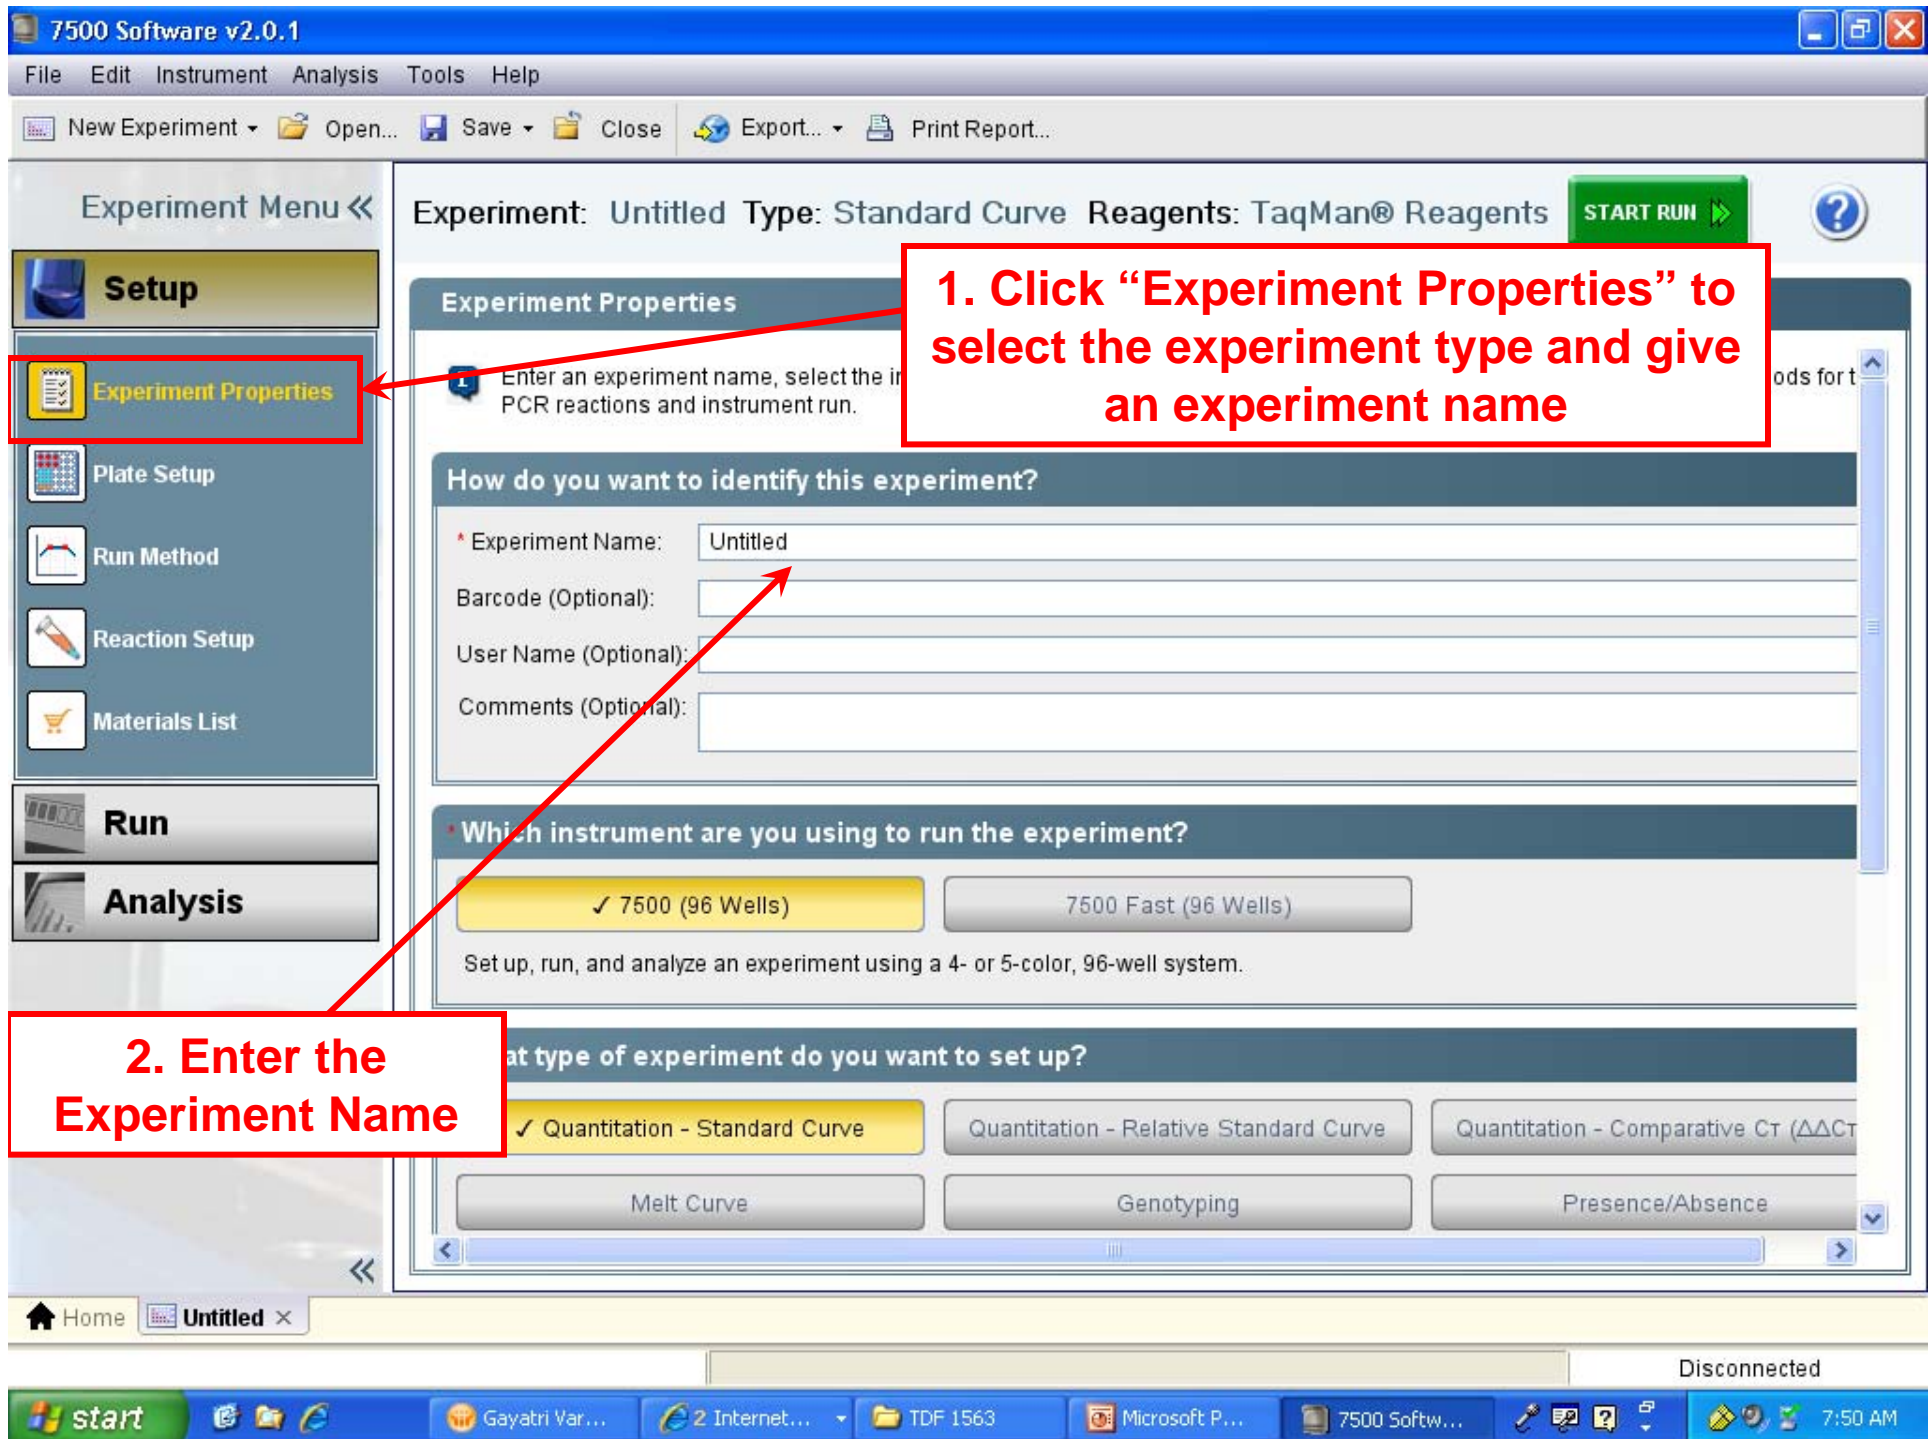 7500 Software v2.0.1
File Edit Instrument Analysis Tools Help
New Experiment Open... Save Close Export... Print Report...
Experiment Menu «
Experiment: Untitled Type: Standard Curve Reagents: TaqMan® Reagents
START RUN
Setup
Experiment Properties
Plate Setup
Run Method
Reaction Setup
Materials List
Run
Analysis
Experiment Properties
1. Click “Experiment Properties” to
select the experiment type and give
an experiment name
Enter an experiment name, select the ods for t
PCR reactions and instrument run.
How do you want to identify this experiment?
* Experiment Name: Untitled
Barcode (Optional):
User Name (Optional):
Comments (Optional):
* Which instrument are you using to run the experiment?
✓ 7500 (96 Wells) 7500 Fast (96 Wells)
Set up, run, and analyze an experiment using a 4- or 5-color, 96-well system.
2. Enter the
Experiment Name
at type of experiment do you want to set up?
✓ Quantitation - Standard Curve Quantitation - Relative Standard Curve Quantitation - Comparative CT (ΔΔCT
Melt Curve Genotyping Presence/Absence
«
Home Untitled ×
Disconnected
start Gayatri Var... 2 Internet... TDF 1563 Microsoft P... 7500 Softw... 7:50 AM